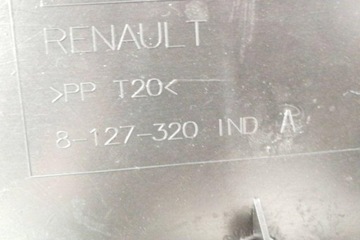 RENAULT
>PP T20<
8-127-320 IND A